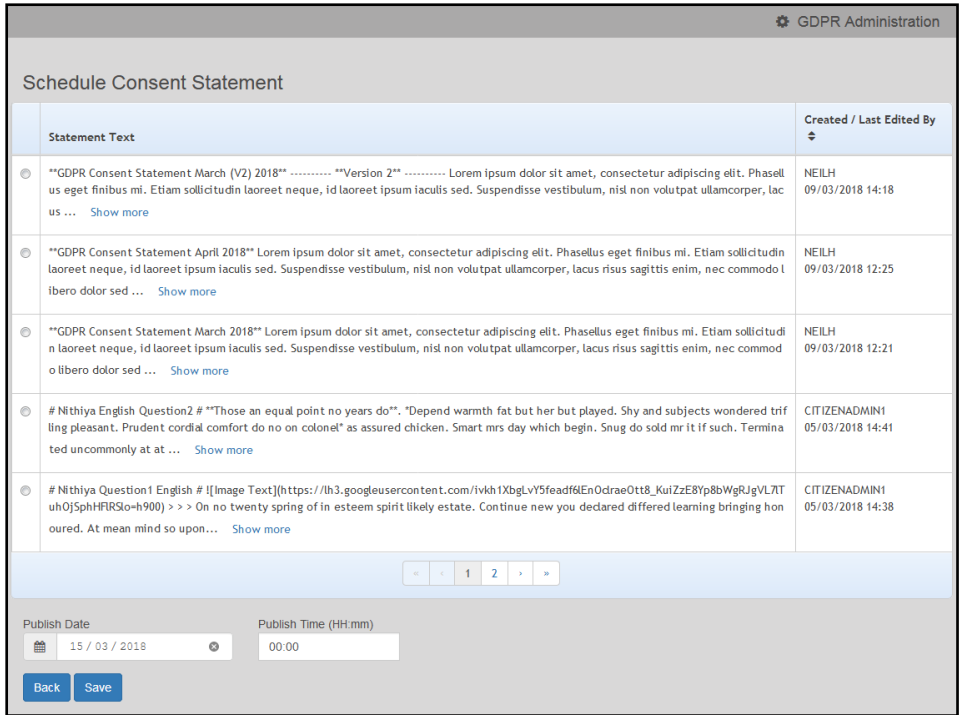 GDPR Administration
Schedule Consent Statement
Statement Text
Created / Last Edited By
**GDPR Consent Statement March (V2) 2018** ---------- **Version 2** ---------- Lorem ipsum dolor sit amet, consectetur adipiscing elit. Phasell
us eget finibus mi. Etiam sollicitudin laoreet neque, id laoreet ipsum iaculis sed. Suspendisse vestibulum, nisl non volutpat ullamcorper, lac
us ... Show more
NEILH
09/03/2018 14:18
**GDPR Consent Statement April 2018** Lorem ipsum dolor sit amet, consectetur adipiscing elit. Phasellus eget finibus mi. Etiam sollicitudin
laoreet neque, id laoreet ipsum iaculis sed. Suspendisse vestibulum, nisl non volutpat ullamcorper, lacus risus sagittis enim, nec commodo l
ibero dolor sed ... Show more
NEILH
09/03/2018 12:25
**GDPR Consent Statement March 2018** Lorem ipsum dolor sit amet, consectetur adipiscing elit. Phasellus eget finibus mi. Etiam sollicitudi
n laoreet neque, id laoreet ipsum iaculis sed. Suspendisse vestibulum, nisl non volutpat ullamcorper, lacus risus sagittis enim, nec commod
o libero dolor sed ... Show more
NEILH
09/03/2018 12:21
# Nithiya English Question2 # **Those an equal point no years do**. *Depend warmth fat but her but played. Shy and subjects wondered trif
ling pleasant. Prudent cordial comfort do no on colonel* as assured chicken. Smart mrs day which begin. Snug do sold mr it if such. Termina
ted uncommonly at at ... Show more
CITIZENADMIN1
05/03/2018 14:41
# Nithiya Question1 English # ![Image Text](https://lh3.googleusercontent.com/
> > > On no twenty spring of in esteem spirit likely estate. Continue new you declared differed learning bringing hon
oured. At mean mind so upon... Show more
CITIZENADMIN1
05/03/2018 14:38
« ‹ 1 2 › »
Publish Date
Publish Time (HH:mm)
15 / 03 / 2018
00:00
Back Save